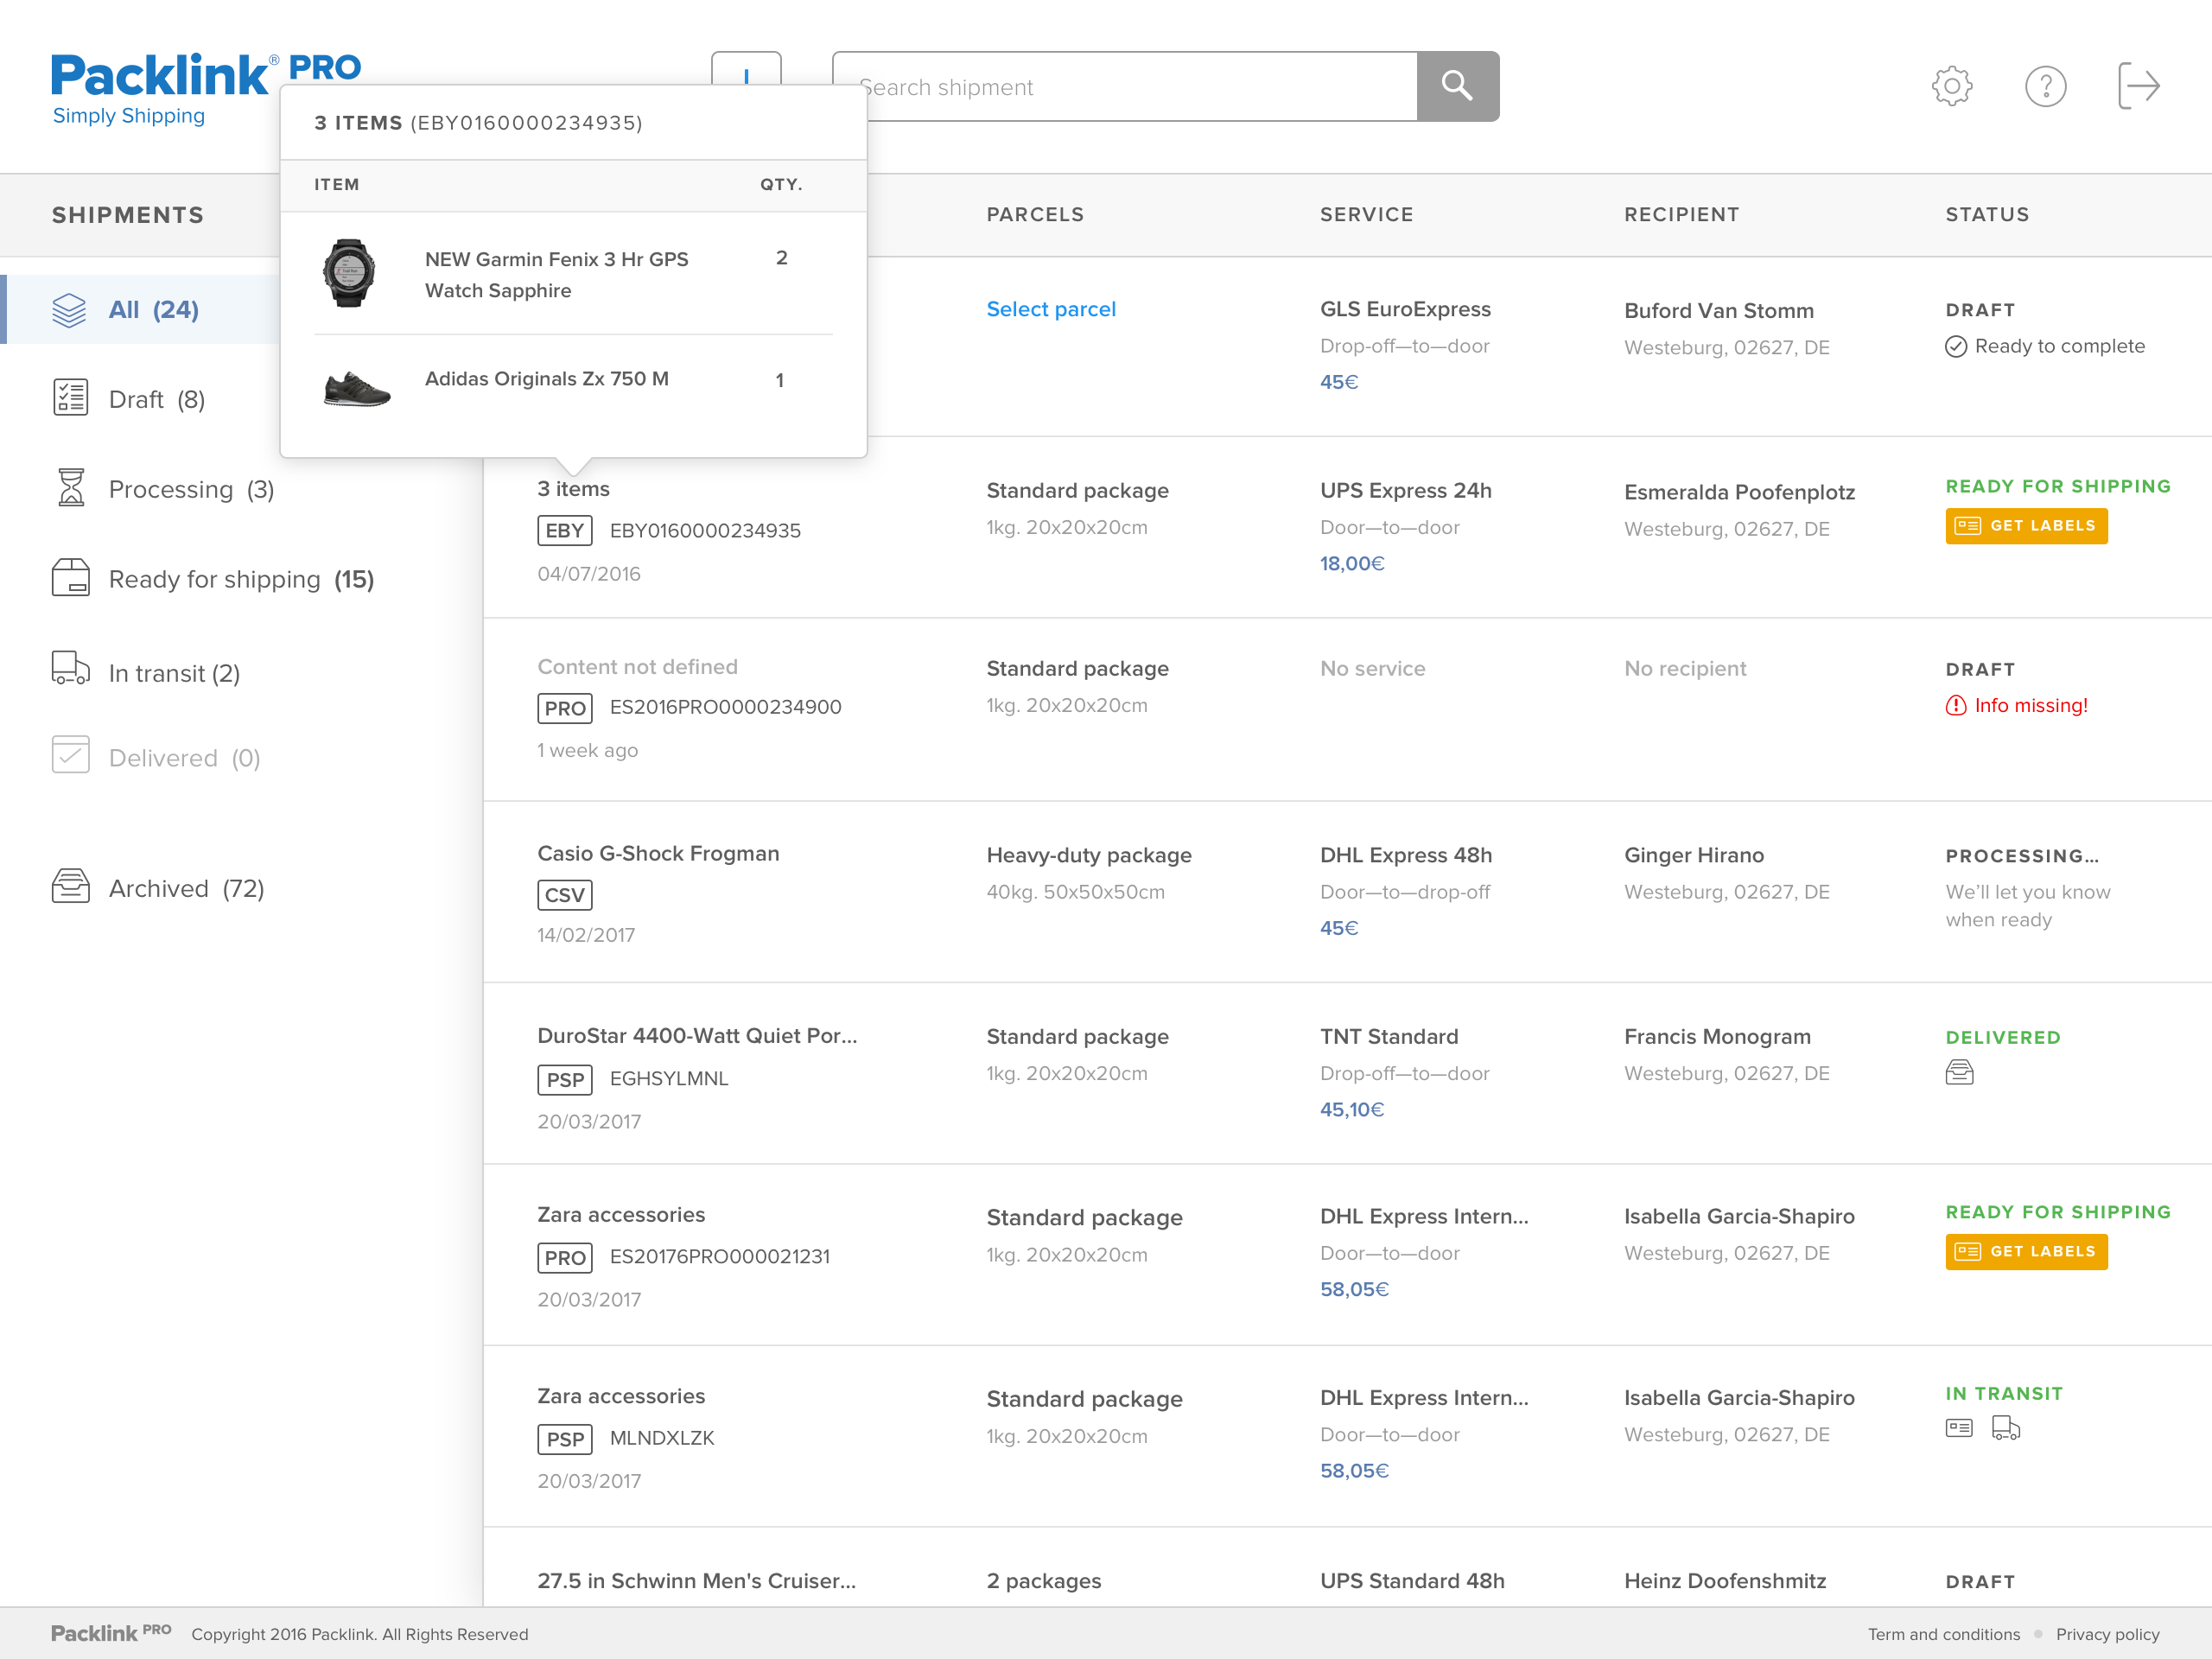 Packlink® PRO
Simply Shipping
Search shipment
3 ITEMS (EBY0160000234935)
ITEM QTY.
NEW Garmin Fenix 3 Hr GPS
Watch Sapphire
2
Adidas Originals Zx 750 M 1
SHIPMENTS
All (24)
Draft (8)
Processing (3)
Ready for shipping (15)
In transit (2)
Delivered (0)
Archived (72)
PARCELS SERVICE RECIPIENT STATUS
Select parcel
GLS EuroExpress
Drop-off—to—door
45€
Buford Van Stomm
Westeburg, 02627, DE
DRAFT
Ready to complete
3 items
EBY EBY0160000234935
04/07/2016
Standard package
1kg. 20x20x20cm
UPS Express 24h
Door—to—door
18,00€
Esmeralda Poofenplotz
Westeburg, 02627, DE
READY FOR SHIPPING
GET LABELS
Content not defined
PRO ES2016PRO0000234900
1 week ago
Standard package
1kg. 20x20x20cm
No service
No recipient
DRAFT
Info missing!
Casio G-Shock Frogman
CSV
14/02/2017
Heavy-duty package
40kg. 50x50x50cm
DHL Express 48h
Door—to—drop-off
45€
Ginger Hirano
Westeburg, 02627, DE
PROCESSING...
We'll let you know
when ready
DuroStar 4400-Watt Quiet Por...
PSP EGHSYLMNL
20/03/2017
Standard package
1kg. 20x20x20cm
TNT Standard
Drop-off—to—door
45,10€
Francis Monogram
Westeburg, 02627, DE
DELIVERED
Zara accessories
PRO ES20176PRO000021231
20/03/2017
Standard package
1kg. 20x20x20cm
DHL Express Intern...
Door—to—door
58,05€
Isabella Garcia-Shapiro
Westeburg, 02627, DE
READY FOR SHIPPING
GET LABELS
Zara accessories
PSP MLNDXLZK
20/03/2017
Standard package
1kg. 20x20x20cm
DHL Express Intern...
Door—to—door
58,05€
Isabella Garcia-Shapiro
Westeburg, 02627, DE
IN TRANSIT
27.5 in Schwinn Men's Cruiser...
2 packages
UPS Standard 48h
Heinz Doofenshmitz
DRAFT
Packlink PRO Copyright 2016 Packlink. All Rights Reserved
Term and conditions Privacy policy